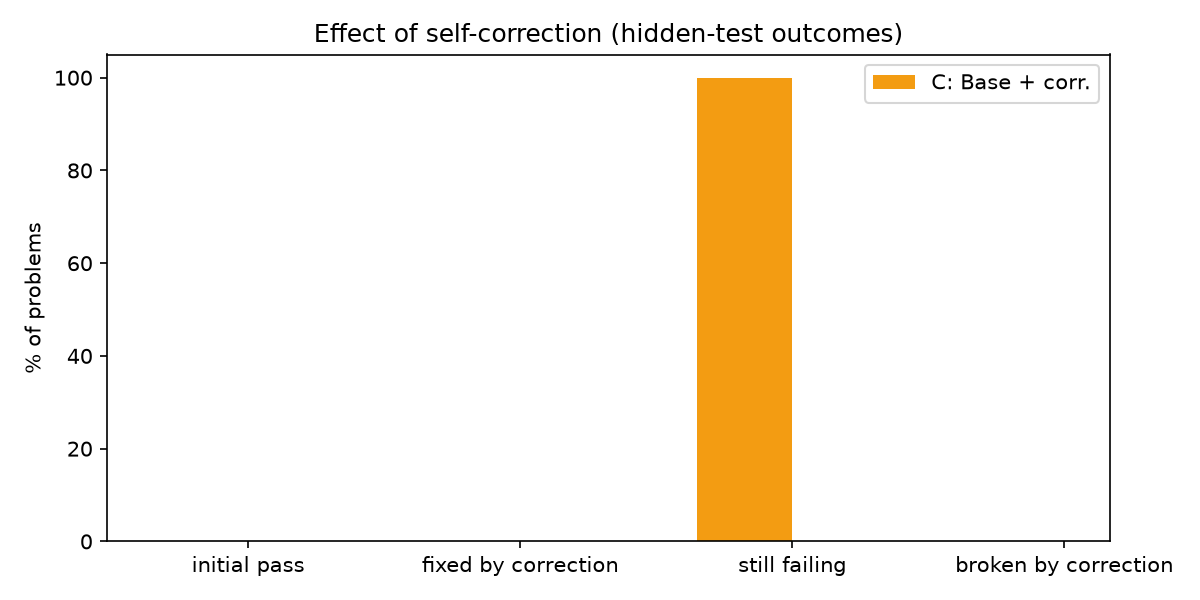 Effect of self-correction (hidden-test outcomes)
C: Base + corr.
% of problems
100
80
60
40
20
0
initial pass
fixed by correction
still failing
broken by correction